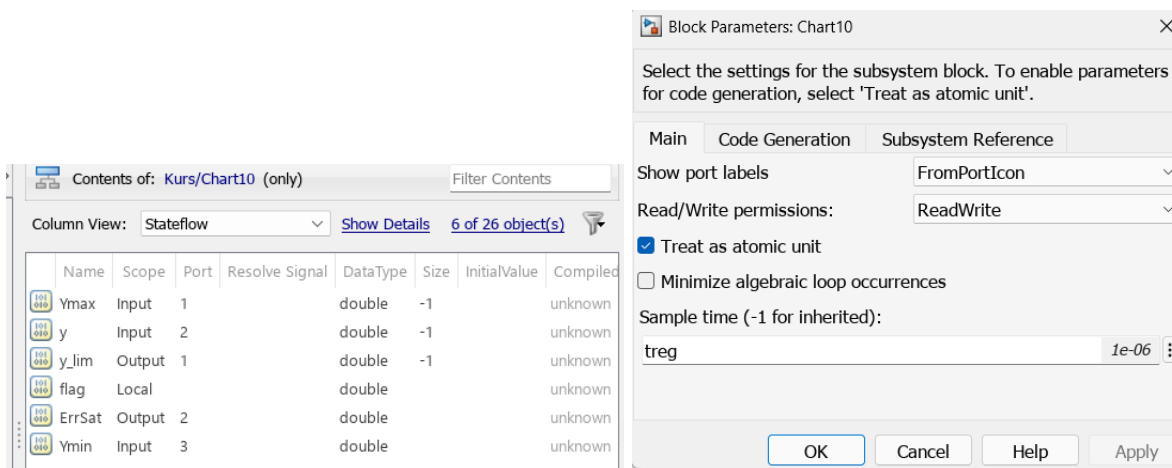 Contents of: Kurs/Chart10 (only) Filter Contents
Column View: Stateflow Show Details 6 of 26 object(s)
Name Scope Port Resolve Signal DataType Size InitialValue Compiled
Ymax Input 1 double -1 unknown
y Input 2 double -1 unknown
y_lim Output 1 double -1 unknown
flag Local double unknown
ErrSat Output 2 double unknown
Ymin Input 3 double unknown
Block Parameters: Chart10
Select the settings for the subsystem block. To enable parameters
for code generation, select 'Treat as atomic unit'.
Main Code Generation Subsystem Reference
Show port labels FromPortIcon
Read/Write permissions: ReadWrite
Treat as atomic unit
Minimize algebraic loop occurrences
Sample time (-1 for inherited):
treg 1e-06
OK Cancel Help Apply